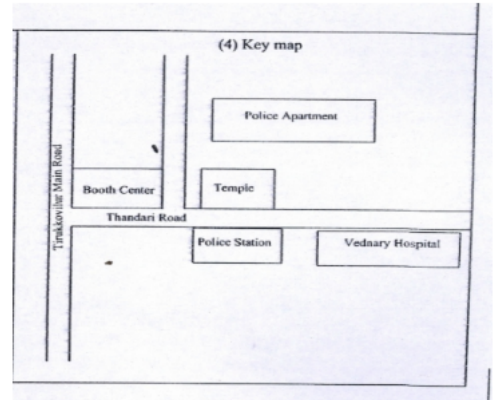 (4) Key map
Police Apartment
Tirukkovilur Main Road
Booth Center
Temple
Thandari Road
Police Station
Vednary Hospital